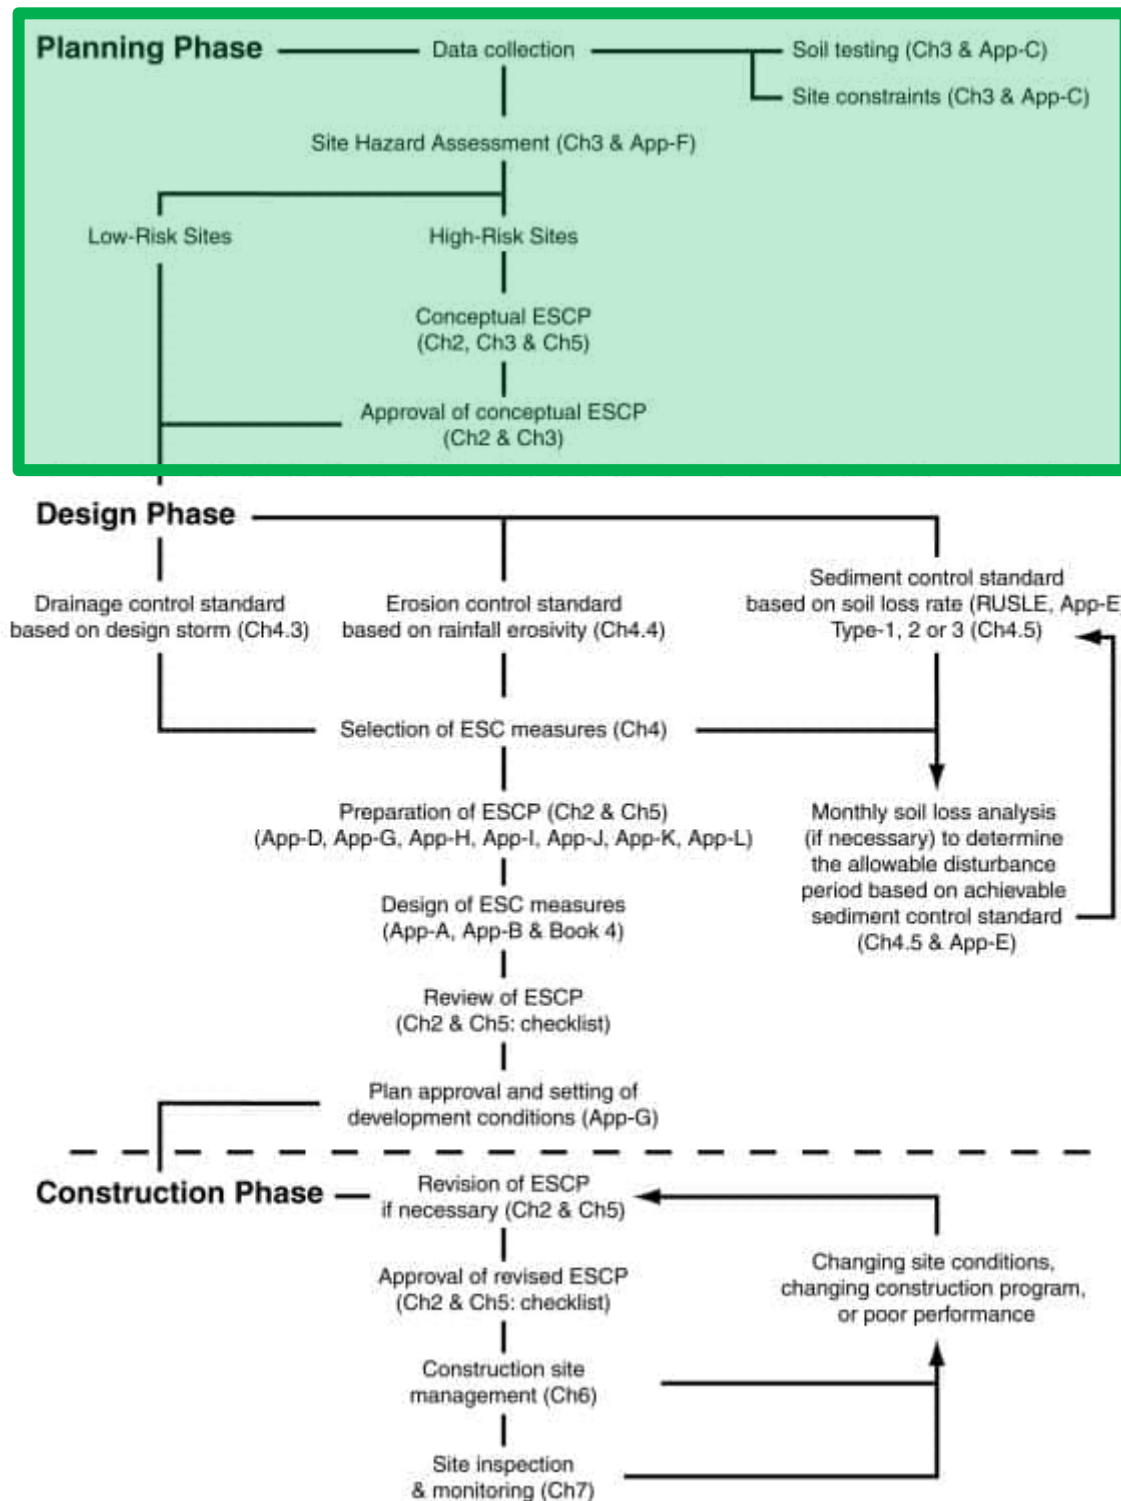 Planning Phase
Data collection
Soil testing (Ch3 & App-C)
Site constraints (Ch3 & App-C)
Site Hazard Assessment (Ch3 & App-F)
Low-Risk Sites
High-Risk Sites
Conceptual ESCP
(Ch2, Ch3 & Ch5)
Approval of conceptual ESCP
(Ch2 & Ch3)
Design Phase
Drainage control standard
based on design storm (Ch4.3)
Erosion control standard
based on rainfall erosivity (Ch4.4)
Sediment control standard
based on soil loss rate (RUSLE, App-E
Type-1, 2 or 3 (Ch4.5)
Selection of ESC measures (Ch4)
Preparation of ESCP (Ch2 & Ch5)
(App-D, App-G, App-H, App-I, App-J, App-K, App-L)
Monthly soil loss analysis
(if necessary) to determine
the allowable disturbance
period based on achievable
sediment control standard
(Ch4.5 & App-E)
Design of ESC measures
(App-A, App-B & Book 4)
Review of ESCP
(Ch2 & Ch5: checklist)
Plan approval and setting of
development conditions (App-G)
Construction Phase
Revision of ESCP
if necessary (Ch2 & Ch5)
Approval of revised ESCP
(Ch2 & Ch5: checklist)
Changing site conditions,
changing construction program,
or poor performance
Construction site
management (Ch6)
Site inspection
& monitoring (Ch7)